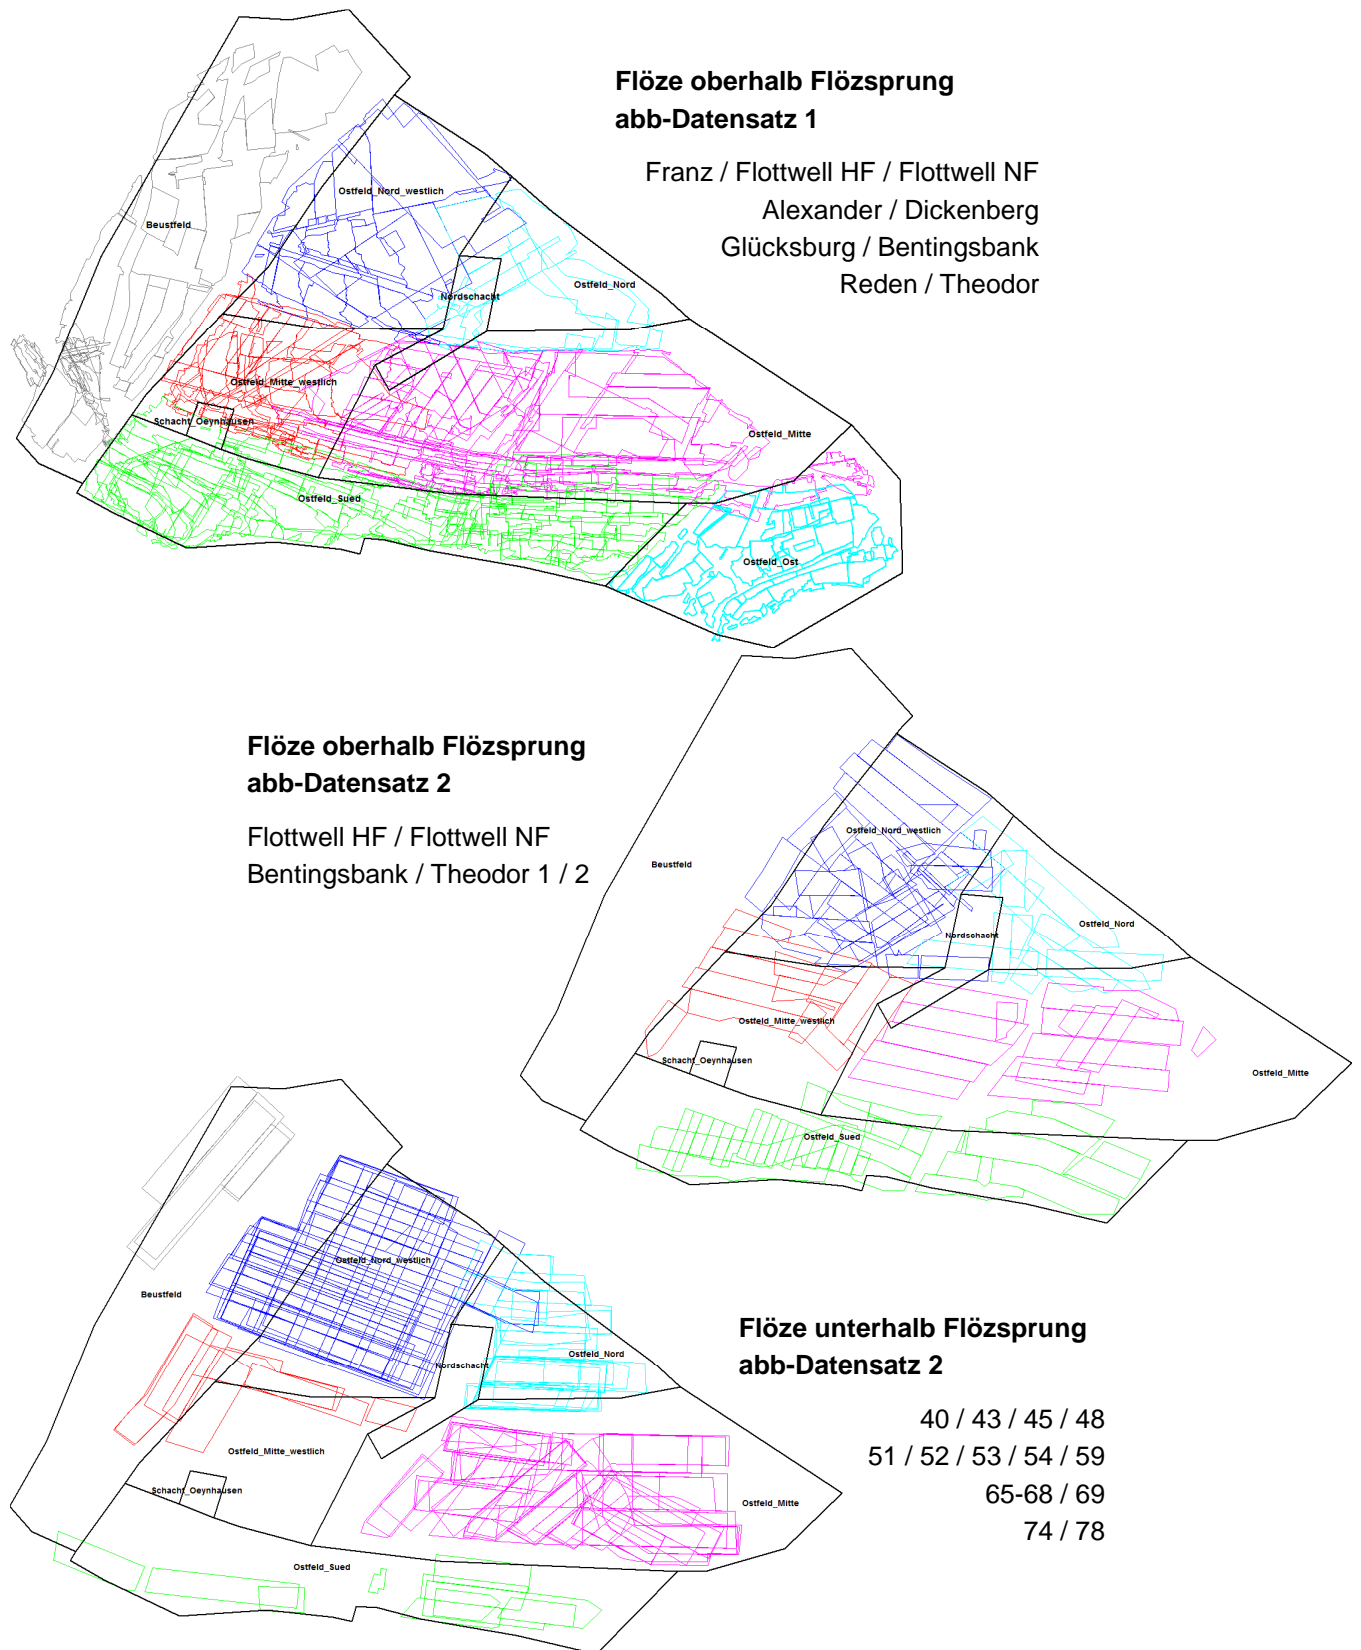 Flöze oberhalb Flözsprung
abb-Datensatz 1
Franz / Flottwell HF / Flottwell NF
Alexander / Dickenberg
Glücksburg / Bentingsbank
Reden / Theodor
Ostfeld_Nord_westlich
Beustfeld
Ostfeld_Nord
Nordschacht
Ostfeld_Mitte_westlich
Schacht_Oeynhausen
Ostfeld_Mitte
Ostfeld_Sued
Ostfeld_Ost
Flöze oberhalb Flözsprung
abb-Datensatz 2
Flottwell HF / Flottwell NF
Bentingsbank / Theodor 1 / 2
Ostfeld_Nord_westlich
Beustfeld
Ostfeld_Nord
Nordschacht
Ostfeld_Mitte_westlich
Schacht_Oeynhausen
Ostfeld_Mitte
Ostfeld_Sued
Ostfeld_Nord_westlich
Beustfeld
Flöze unterhalb Flözsprung
abb-Datensatz 2
40 / 43 / 45 / 48
51 / 52 / 53 / 54 / 59
65-68 / 69
74 / 78
Ostfeld_Nord
Nordschacht
Ostfeld_Mitte_westlich
Schacht_Oeynhausen
Ostfeld_Mitte
Ostfeld_Sued